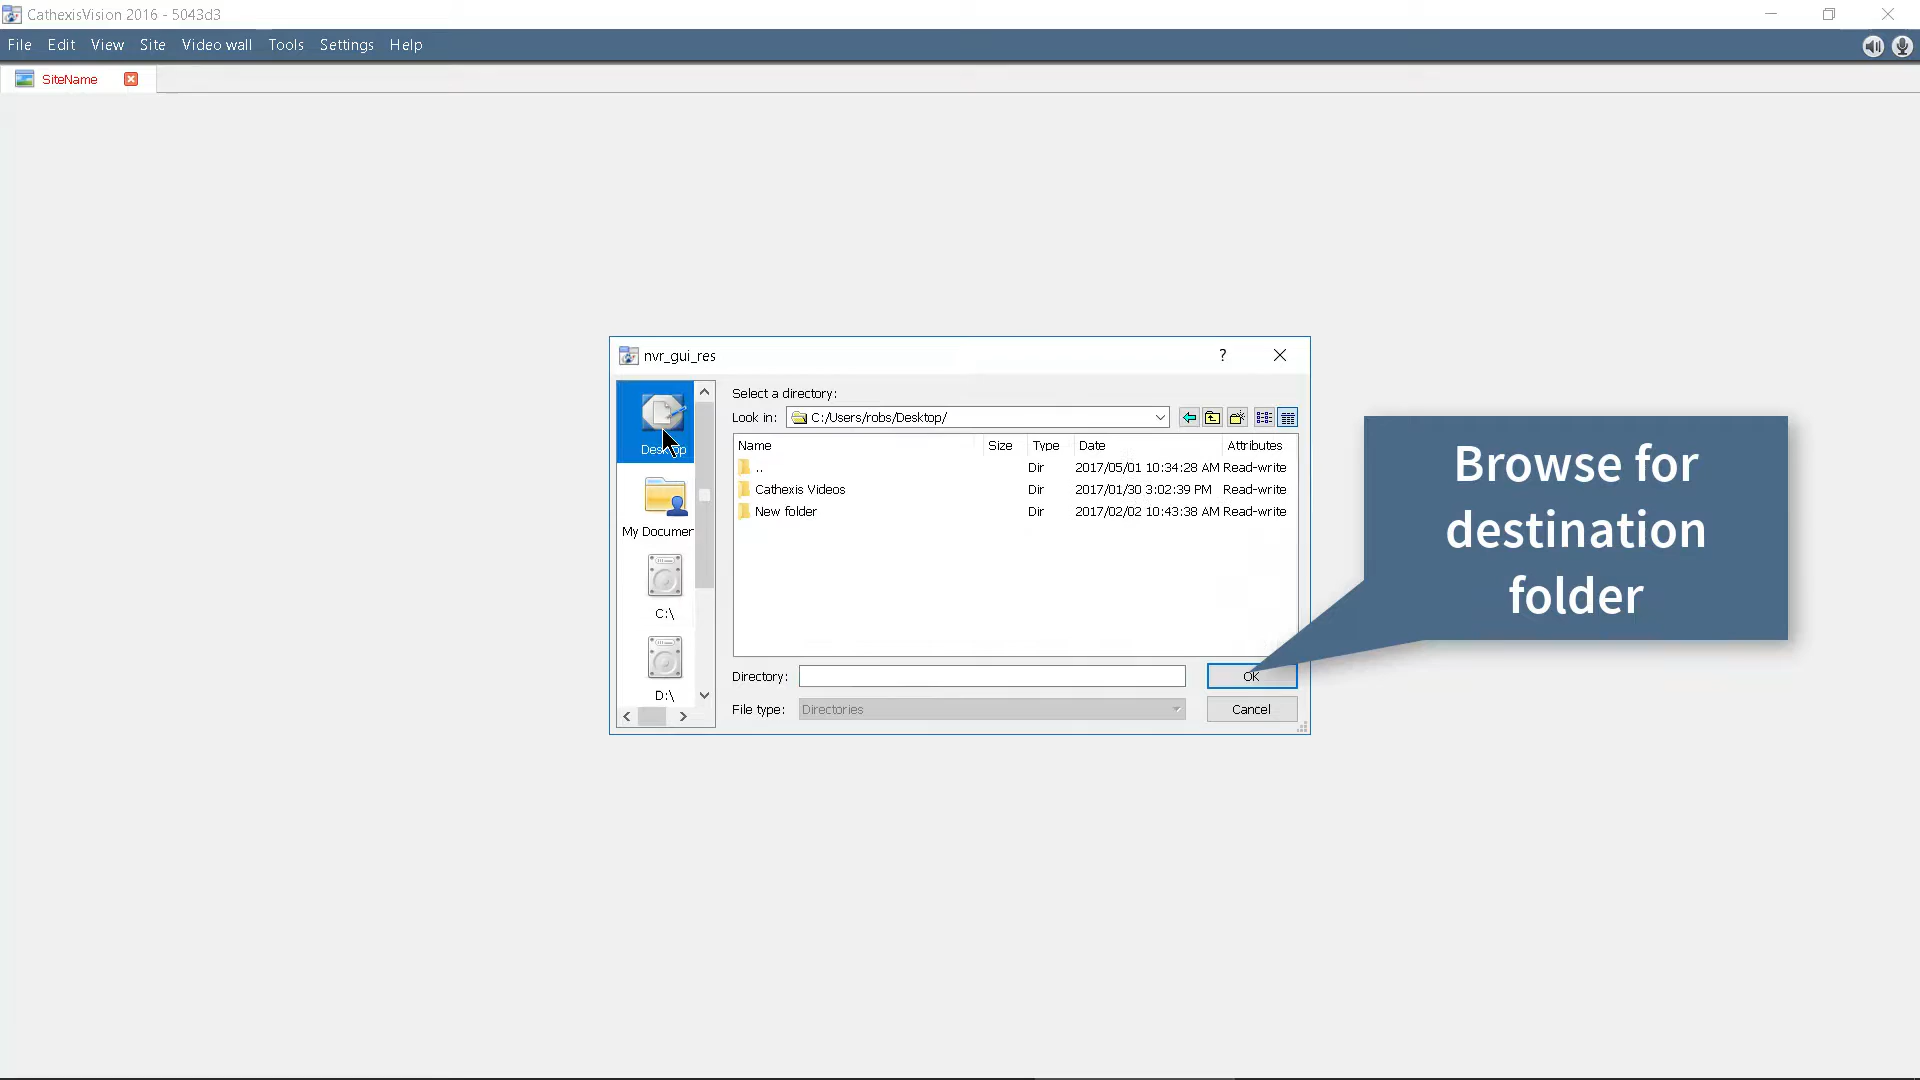 CathexisVision 2016 - 5043d3
File Edit View Site Video wall Tools Settings Help
SiteName
nvr_gui_res
?
Select a directory:
Look in: C:/Users/robs/Desktop/
Name Size Type Date Attributes
.. Dir 2017/05/01 10:34:28 AM Read-write
Cathexis Videos Dir 2017/01/30 3:02:39 PM Read-write
New folder Dir 2017/02/02 10:43:38 AM Read-write
Desktop
My Documen
C:\
D:\
Directory:
OK
File type: Directories
Cancel
Browse for
destination
folder